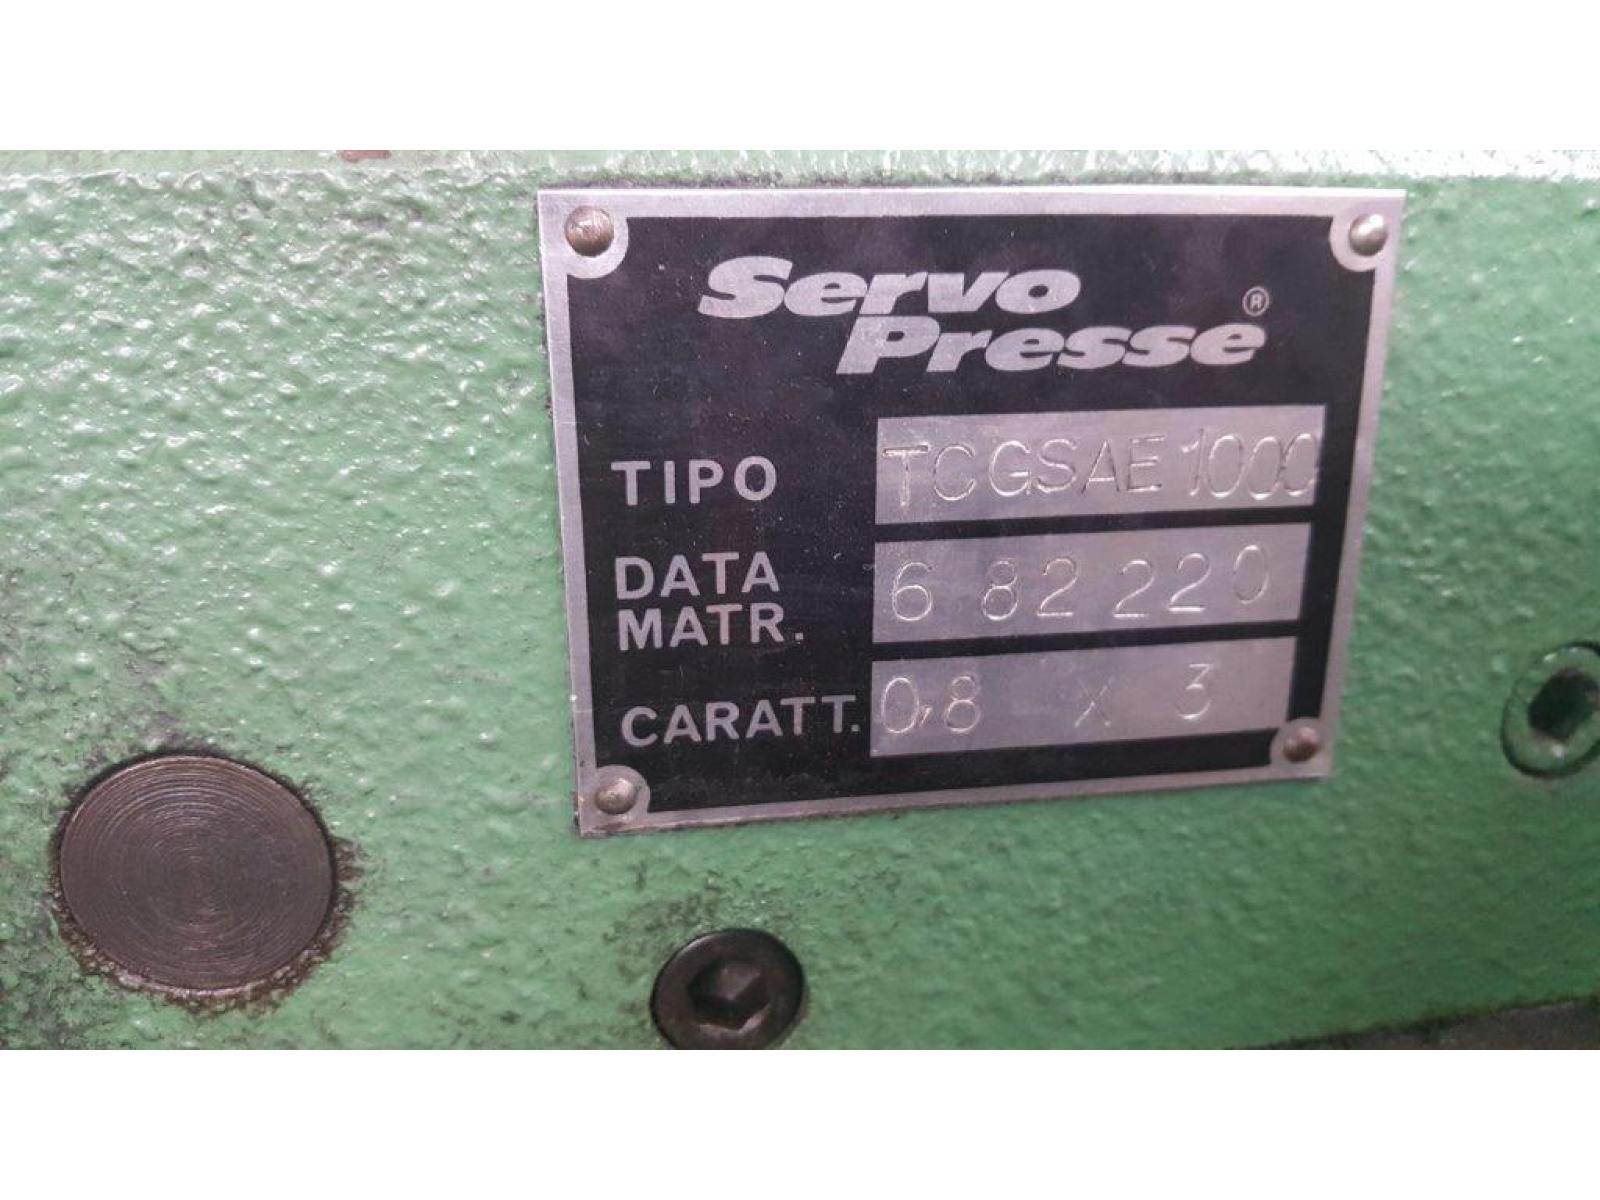 Servo
Presse ®
TIPO TCGSAE 1000
DATA
MATR. 6 82 220
CARATT. 0,8 x 3